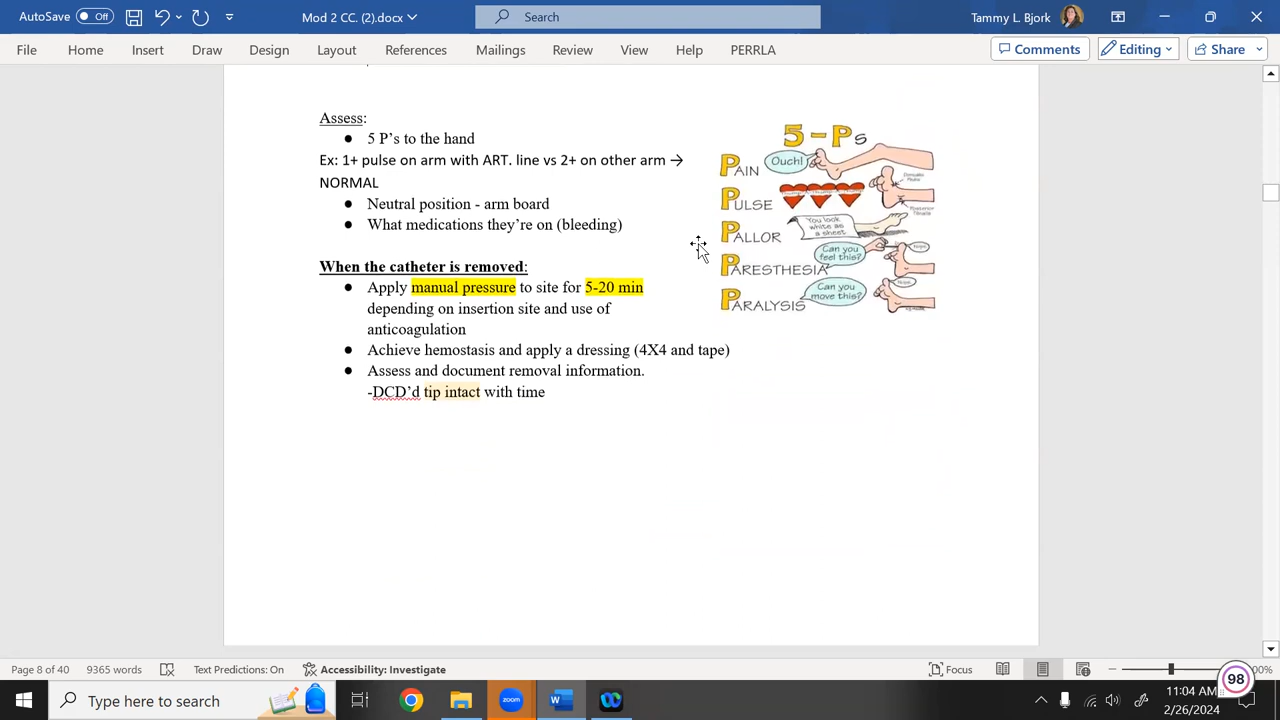 AutoSave Off Mod 2 CC. (2).docx Search Tammy L. Bjork
File Home Insert Draw Design Layout References Mailings Review View Help PERRLA Comments Editing Share
Assess:
● 5 P's to the hand
Ex: 1+ pulse on arm with ART. line vs 2+ on other arm →
NORMAL
● Neutral position - arm board
● What medications they're on (bleeding)
When the catheter is removed:
● Apply manual pressure to site for 5-20 min
depending on insertion site and use of
anticoagulation
● Achieve hemostasis and apply a dressing (4X4 and tape)
● Assess and document removal information.
-DCD'd tip intact with time
5-Ps
PAIN
Ouch!
PULSE
Dorsalis
Pedis
Posterior
Tibialis
PALLOR
You look
white as
a sheet
PARESTHESIA
Can you
feel this?
PARALYSIS
Can you
move this?
Page 8 of 40 9365 words Text Predictions: On Accessibility: Investigate Focus
98
Type here to search
11:04 AM
2/26/2024